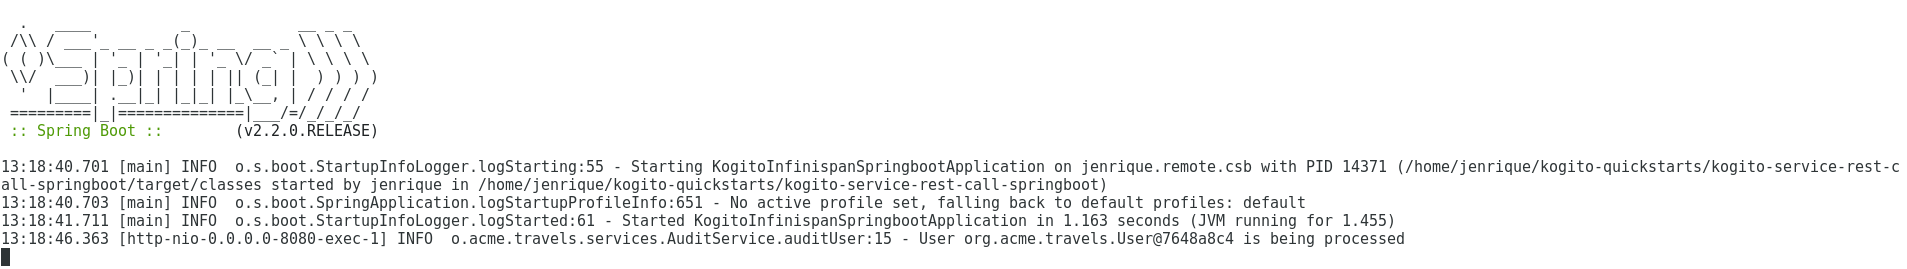 .   ____          _            __ _ _
 /\\ / ___'_ __ _ _(_)_ __  __ _ \ \ \ \
( ( )\___ | '_ | '_| | '_ \/ _` | \ \ \ \
 \\/  ___)| |_)| | | | | || (_| |  ) ) ) )
  '  |____| .__|_| |_|_| |_\__, | / / / /
 =========|_|==============|___/=/_/_/_/
 :: Spring Boot ::        (v2.2.0.RELEASE)
13:18:40.701 [main] INFO  o.s.boot.StartupInfoLogger.logStarting:55 - Starting KogitoInfinispanSpringbootApplication on jenrique.remote.csb with PID 14371 (/home/jenrique/kogito-quickstarts/kogito-service-rest-c
all-springboot/target/classes started by jenrique in /home/jenrique/kogito-quickstarts/kogito-service-rest-call-springboot)
13:18:40.703 [main] INFO  o.s.boot.SpringApplication.logStartupProfileInfo:651 - No active profile set, falling back to default profiles: default
13:18:41.711 [main] INFO  o.s.boot.StartupInfoLogger.logStarted:61 - Started KogitoInfinispanSpringbootApplication in 1.163 seconds (JVM running for 1.455)
13:18:46.363 [http-nio-0.0.0.0-8080-exec-1] INFO  o.acme.travels.services.AuditService.auditUser:15 - User org.acme.travels.User@7648a8c4 is being processed